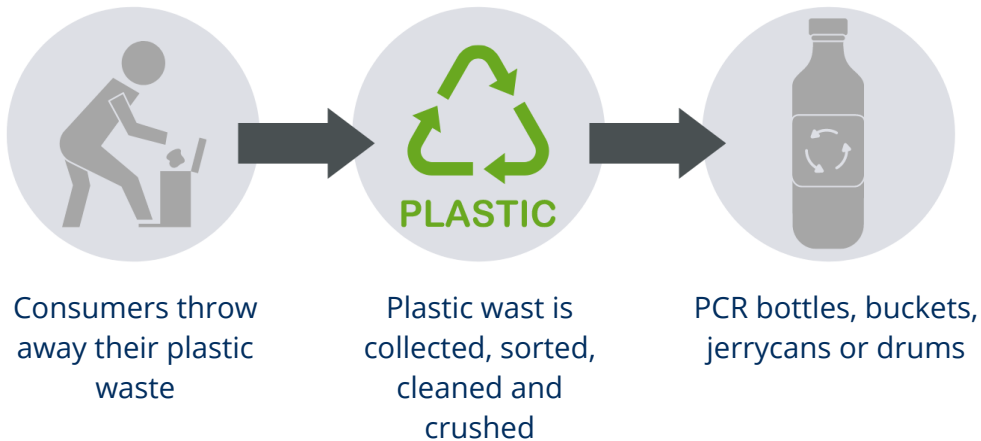 PLASTIC
Consumers throw
away their plastic
waste
Plastic wast is
collected, sorted,
cleaned and
crushed
PCR bottles, buckets,
jerrycans or drums